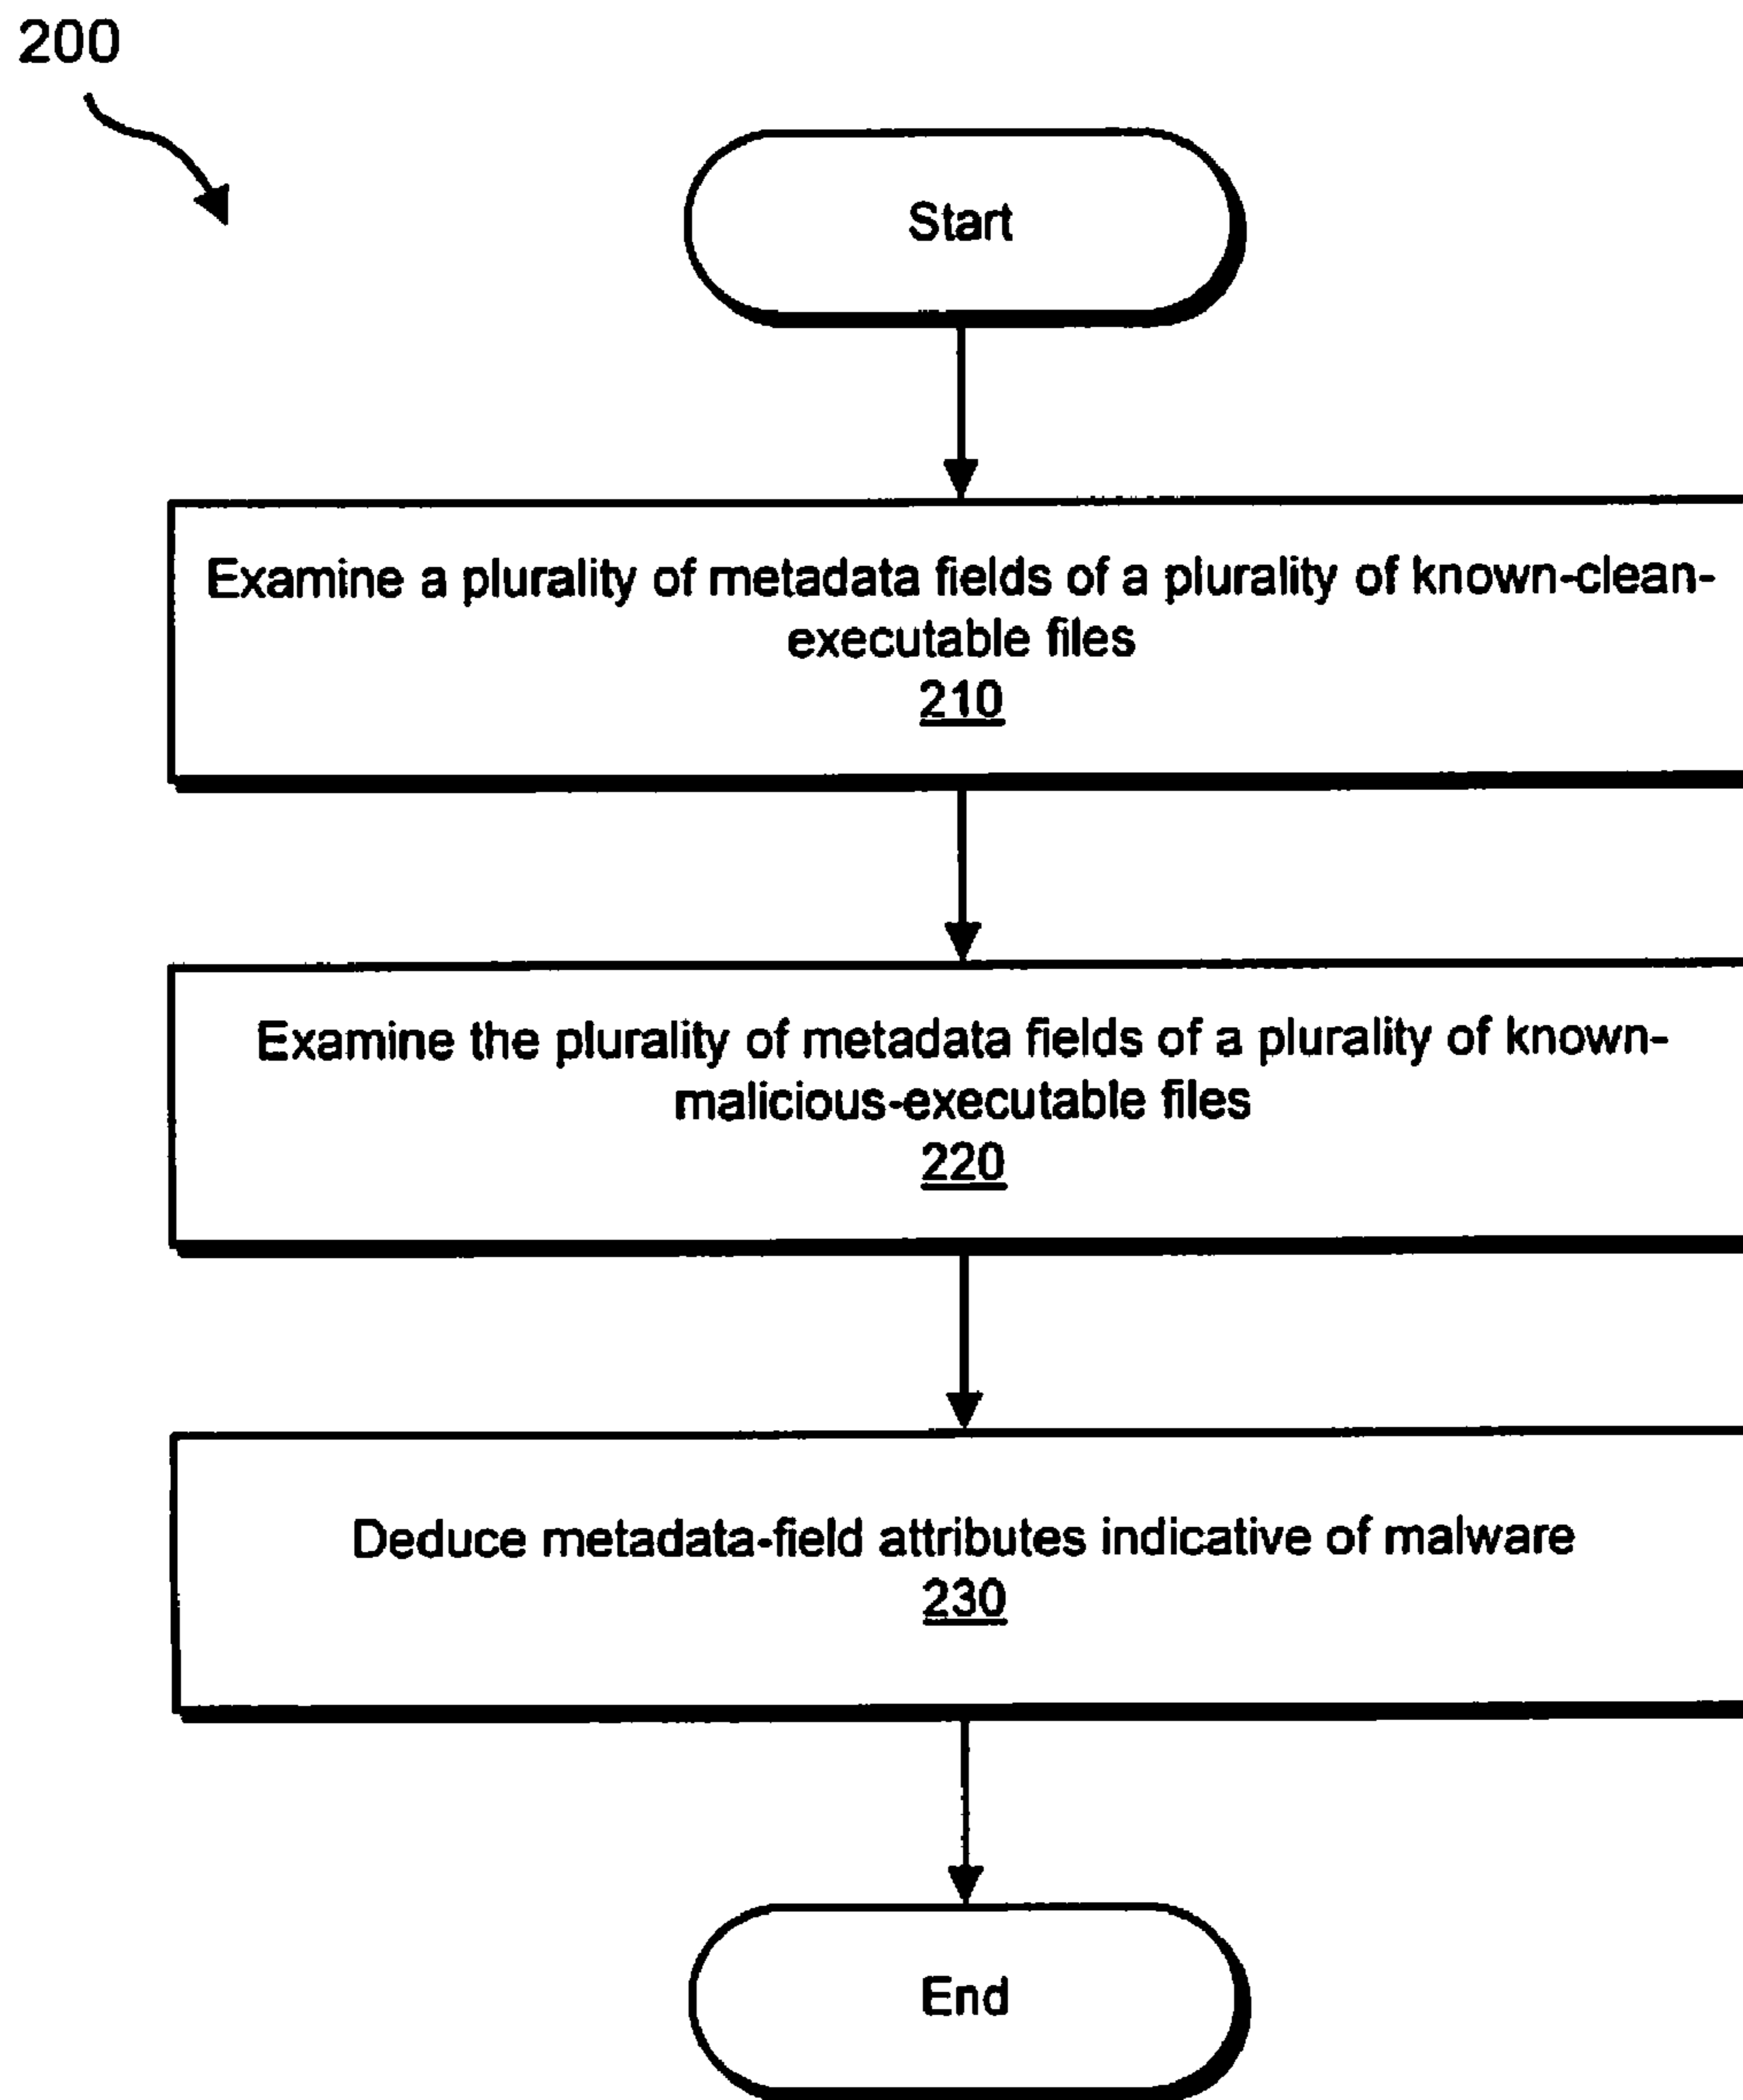 200
Start
Examine a plurality of metadata fields of a plurality of known-clean-
executable files
210
Examine the plurality of metadata fields of a plurality of known-
malicious-executable files
220
Deduce metadata-field attributes indicative of malware
230
End